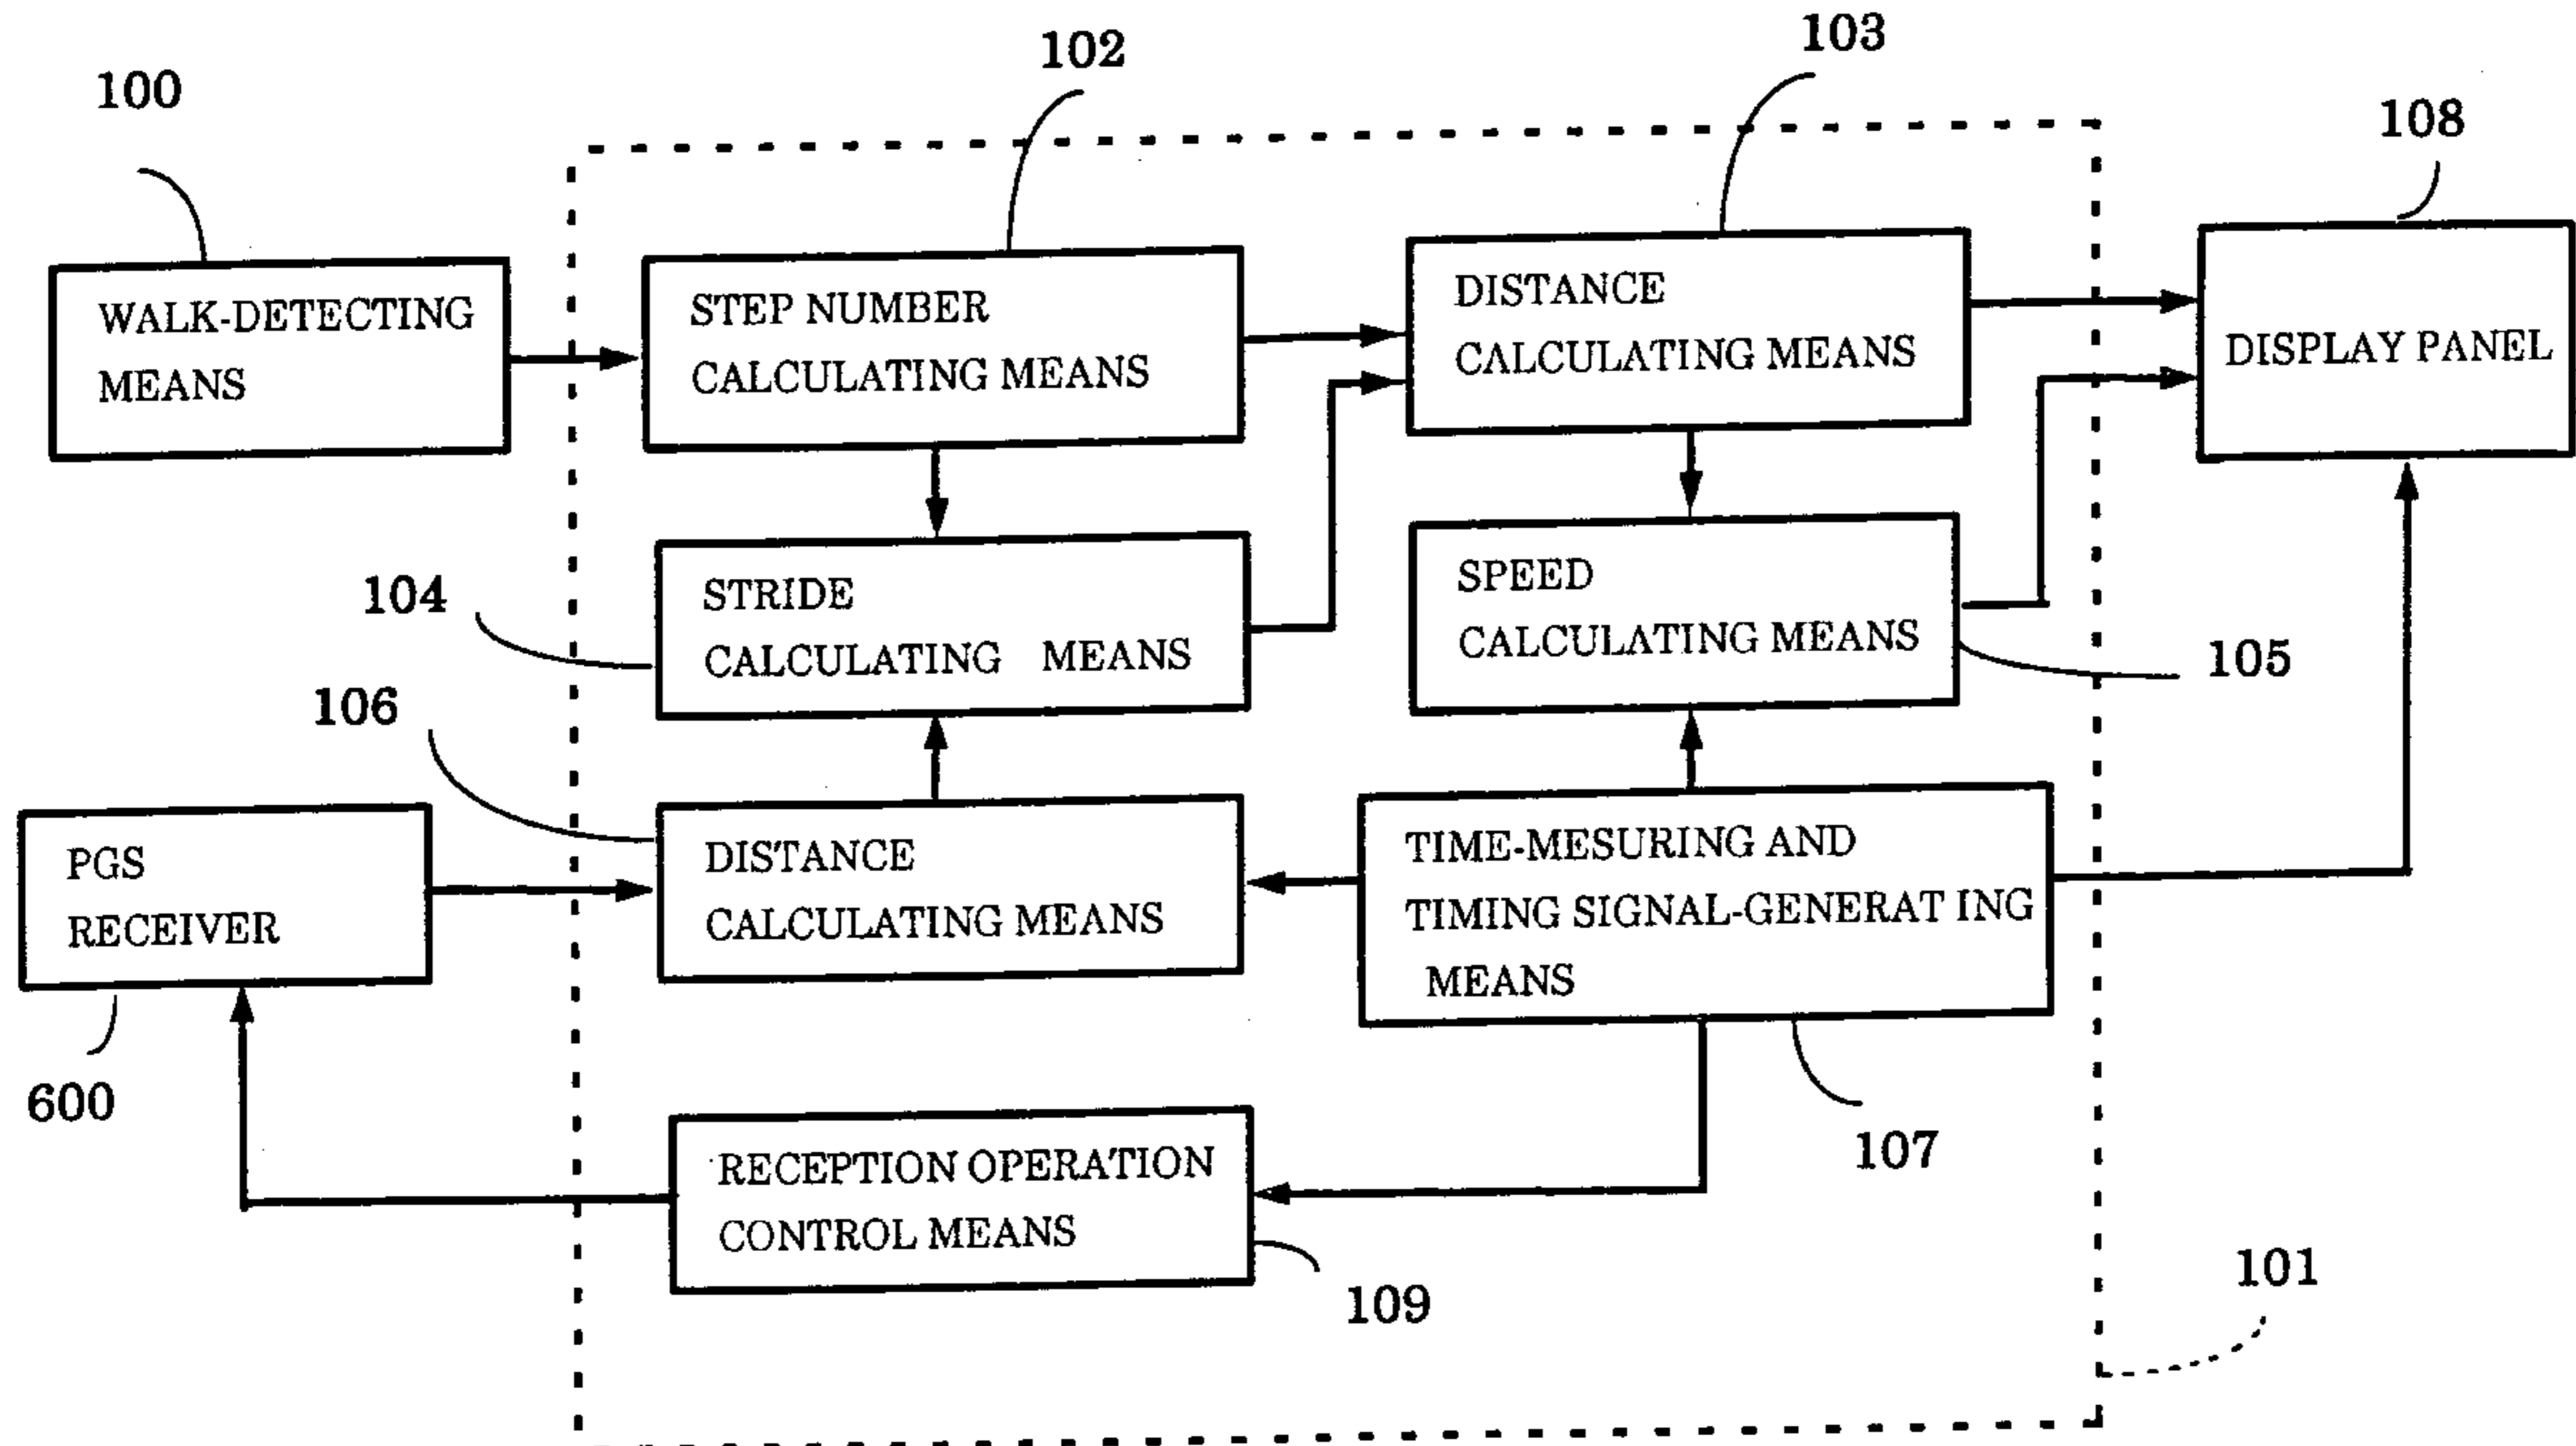 102
103
100
108
WALK-DETECTING
MEANS
STEP NUMBER
CALCULATING MEANS
DISTANCE
CALCULATING MEANS
DISPLAY PANEL
104
STRIDE
CALCULATING MEANS
SPEED
CALCULATING MEANS
105
106
PGS
RECEIVER
DISTANCE
CALCULATING MEANS
TIME-MESURING AND
TIMING SIGNAL-GENERAT ING
MEANS
600
107
RECEPTION OPERATION
CONTROL MEANS
109
101